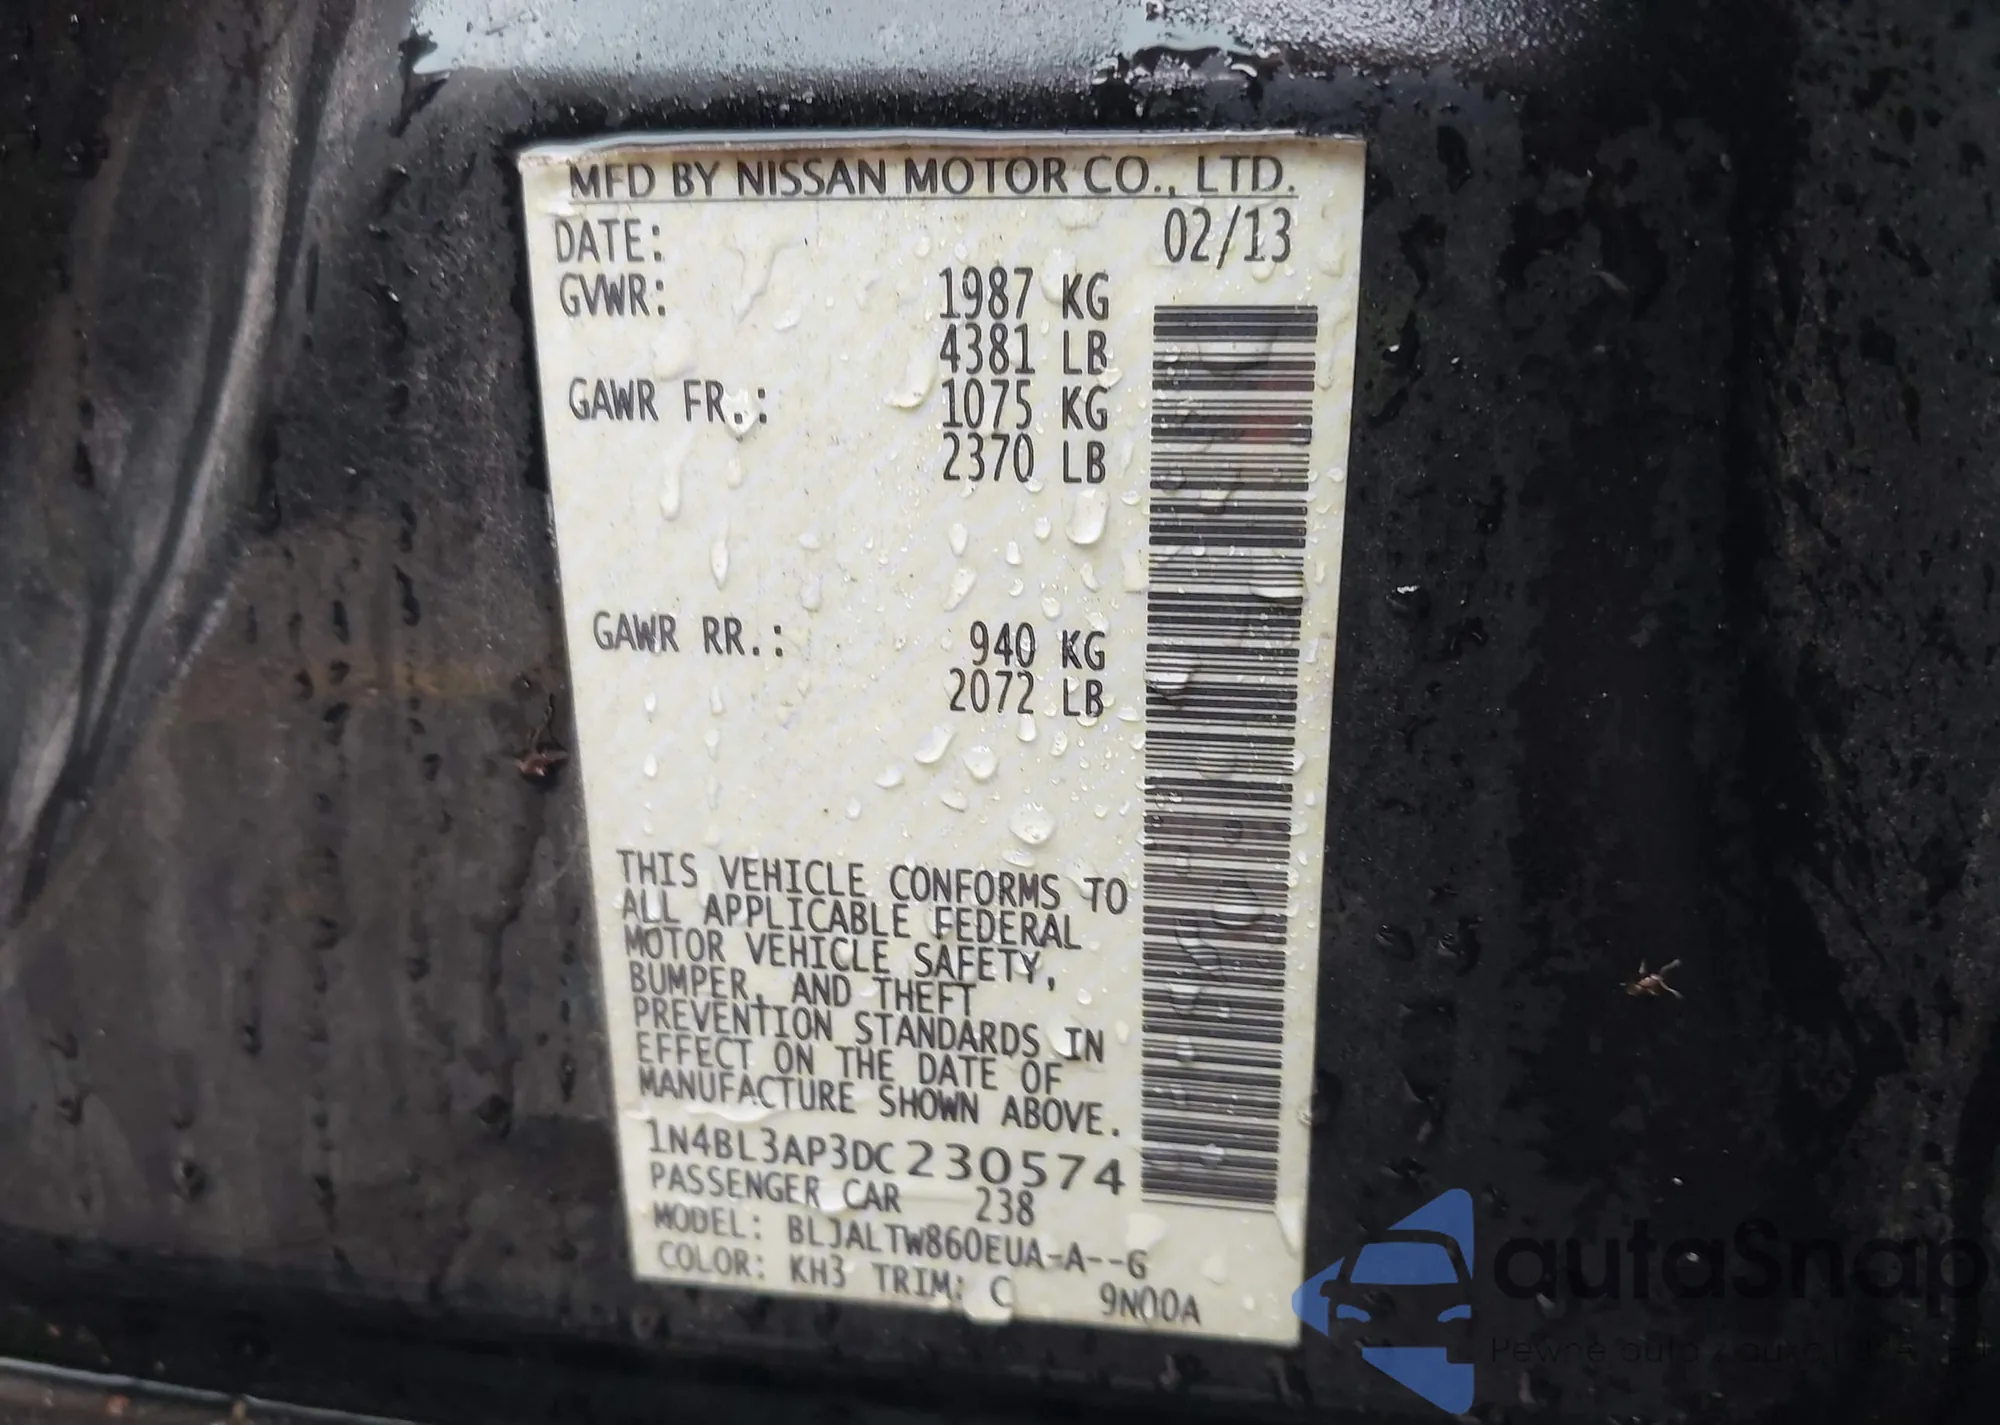 MFD BY NISSAN MOTOR CO., LTD.
DATE: 02/13
GVWR: 1987 KG
4381 LB
GAWR FR.: 1075 KG
2370 LB
GAWR RR.: 940 KG
2072 LB
THIS VEHICLE CONFORMS TO
ALL APPLICABLE FEDERAL
MOTOR VEHICLE SAFETY,
BUMPER, AND THEFT
PREVENTION STANDARDS IN
EFFECT ON THE DATE OF
MANUFACTURE SHOWN ABOVE.
1N4BL3AP3DC230574
PASSENGER CAR 238
MODEL: BLJALTW860EUA-A--G
COLOR: KH3 TRIM: C 9N00A
autaSnap
Pewne auta